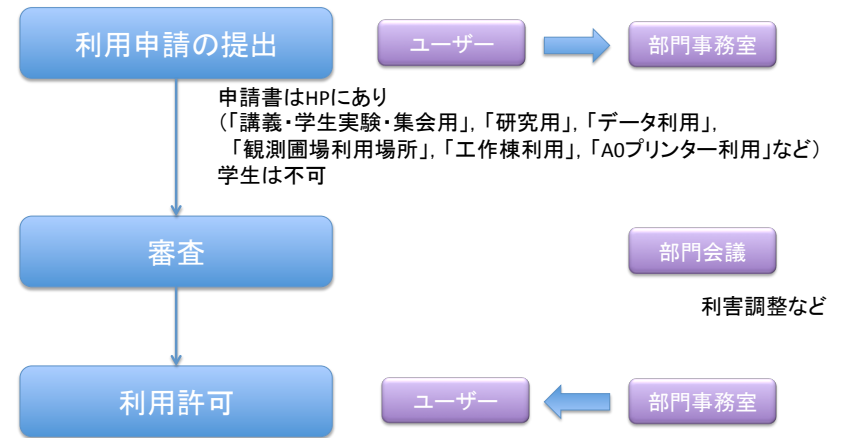 利用申請の提出
ユーザー
部門事務室
申請書はHPにあり
（「講義・学生実験・集会用」，「研究用」，「データ利用」，
「観測圃場利用場所」，「工作棟利用」，「A0プリンター利用」など）
学生は不可
審査
部門会議
利害調整など
利用許可
ユーザー
部門事務室